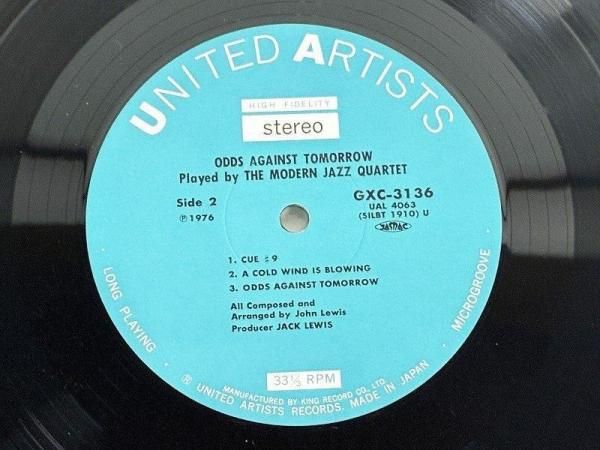 UNITED ARTISTS
HIGH FIDELITY
stereo
ODDS AGAINST TOMORROW
Played by THE MODERN JAZZ QUARTET
Side 2
℗ 1976
GXC-3136
UAL 4063
(5ILBT 1910) U
JASRAC
1. CUE ♯9
2. A COLD WIND IS BLOWING
3. ODDS AGAINST TOMORROW
All Composed and
Arranged by John Lewis
Producer JACK LEWIS
· LONG PLAYING
MICROGROOVE ·
33⅓ RPM
MANUFACTURED BY KING RECORD CO., LTD.
® UNITED ARTISTS RECORDS. MADE IN JAPAN